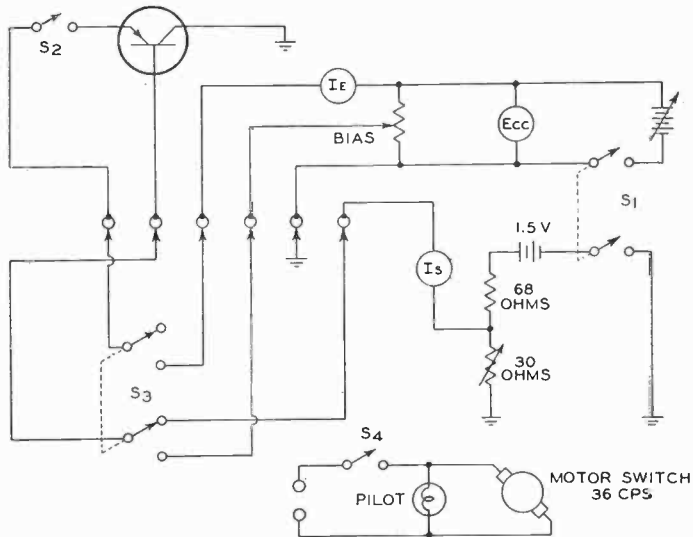 S2
IE
BIAS
Ecc
S1
1.5 V
IS
68
OHMS
30
OHMS
S3
S4
PILOT
MOTOR SWITCH
36 CPS